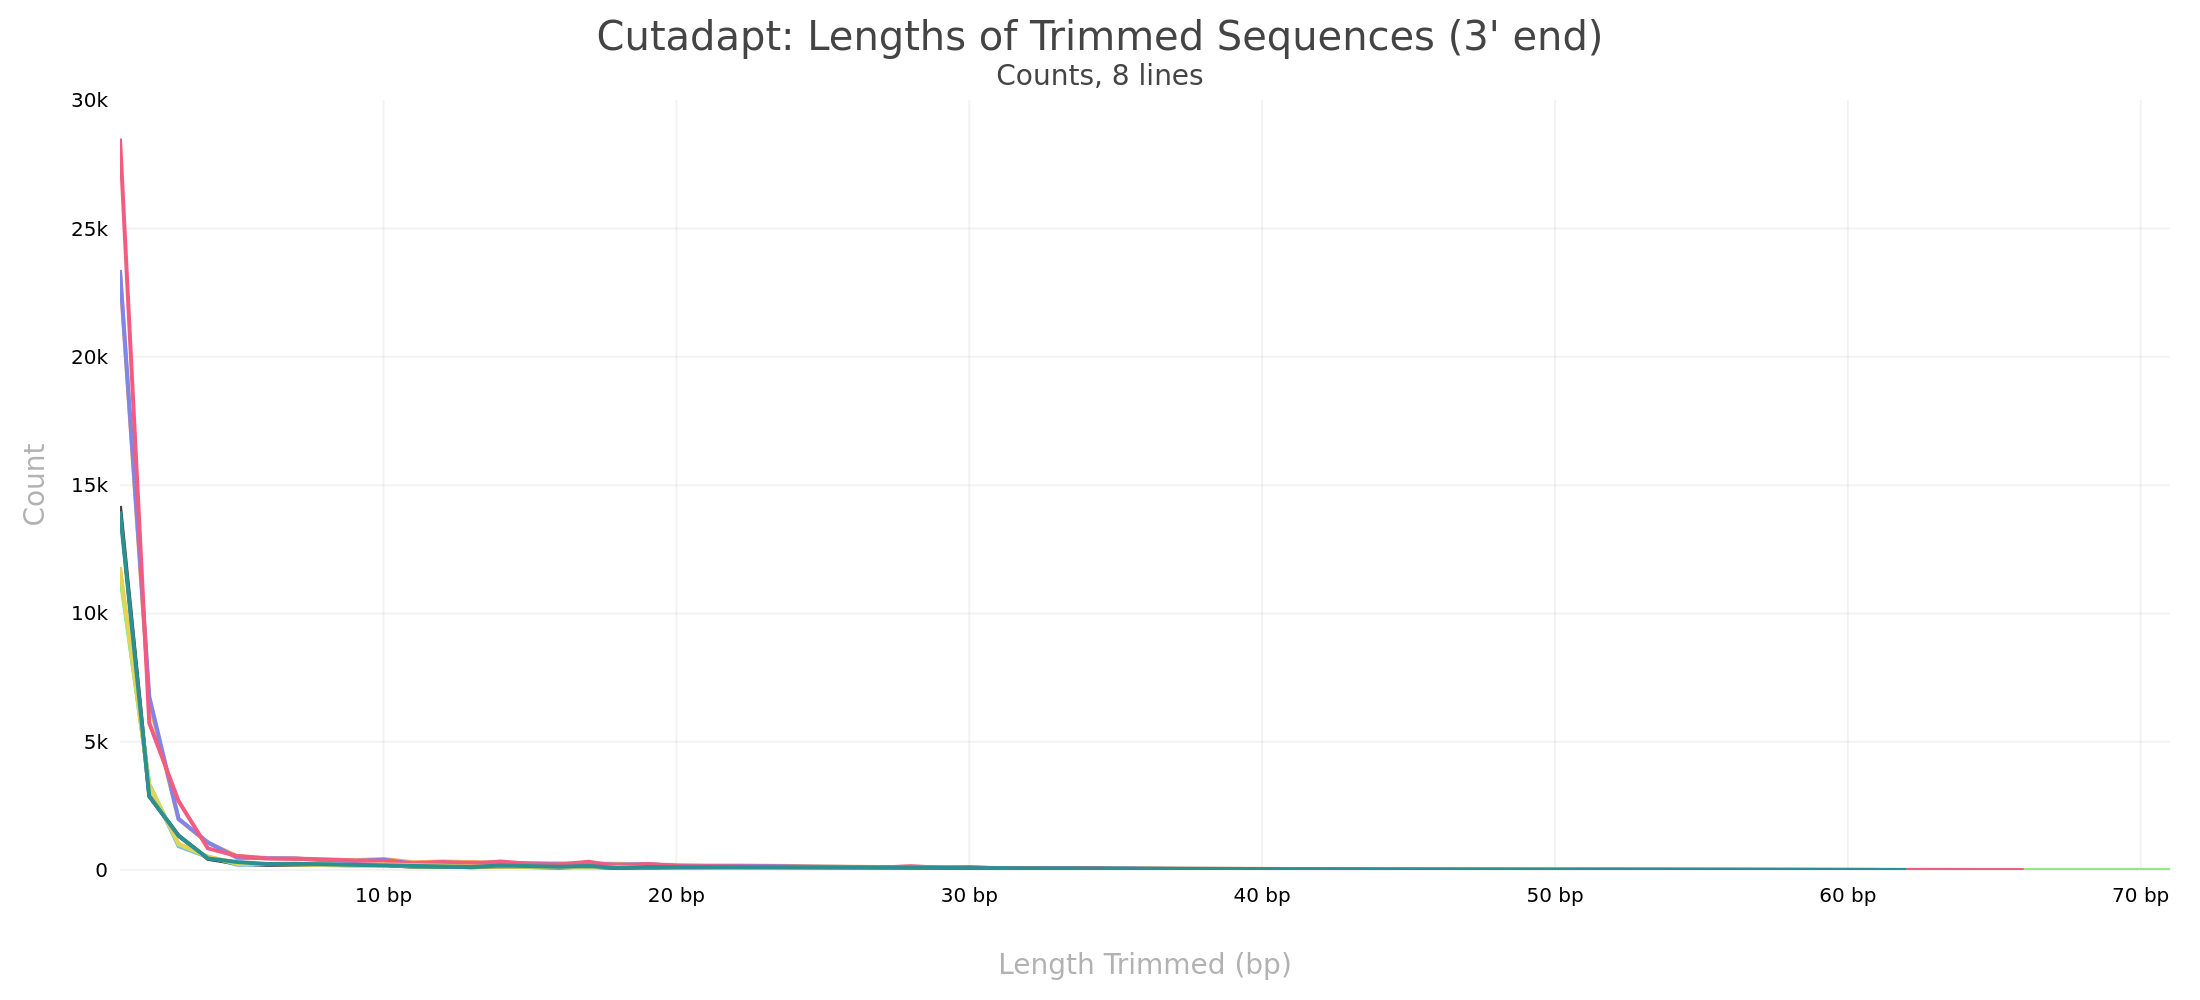 Cutadapt: Lengths of Trimmed Sequences (3' end)
Counts, 8 lines
30k
25k
20k
15k
10k
5k
0
Count
10 bp
20 bp
30 bp
40 bp
50 bp
60 bp
70 bp
Length Trimmed (bp)